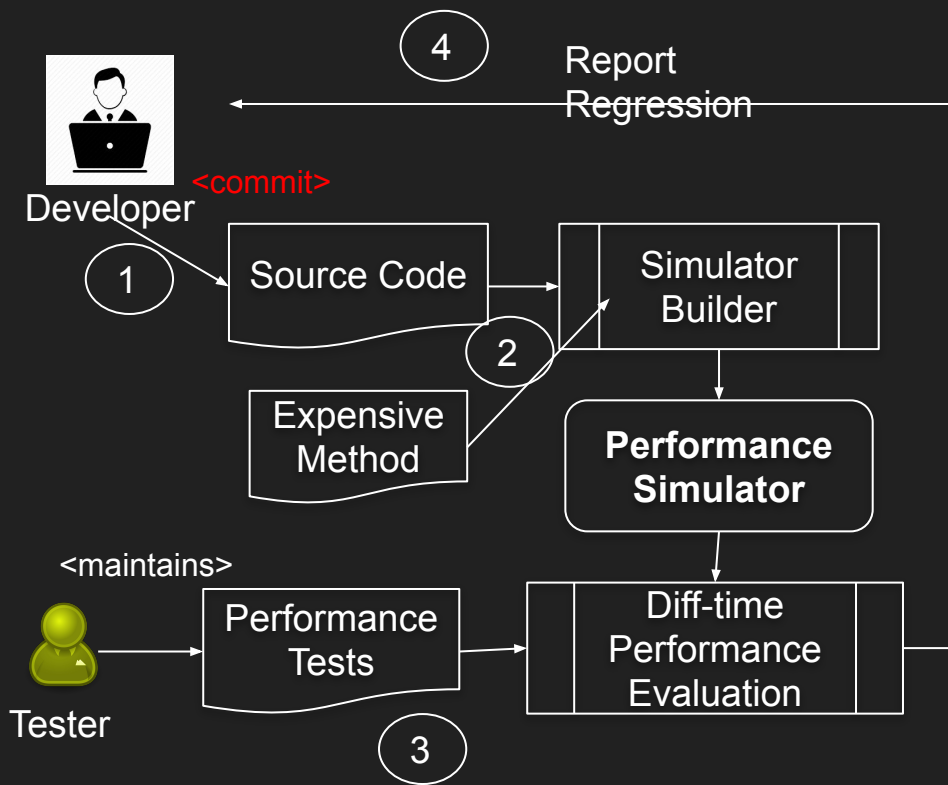 4
Report
Regression
<commit>
Developer
1
Source Code
Simulator
Builder
2
Expensive
Method
Performance
Simulator
<maintains>
Performance
Tests
Diff-time
Performance
Evaluation
Tester
3